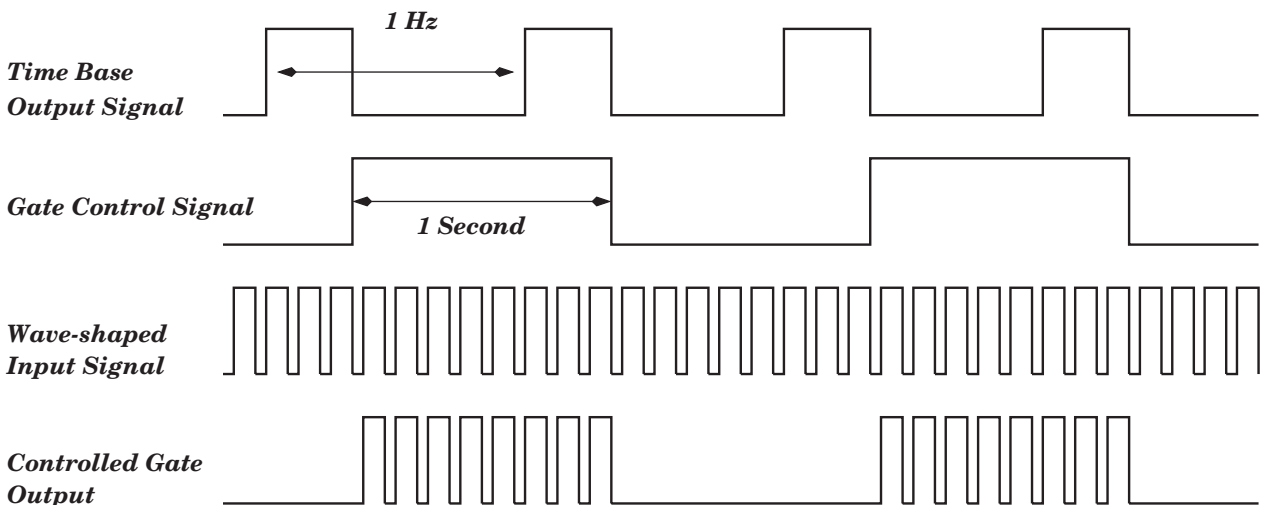 1 Hz
Time Base
Output Signal
Gate Control Signal
1 Second
Wave-shaped
Input Signal
Controlled Gate
Output